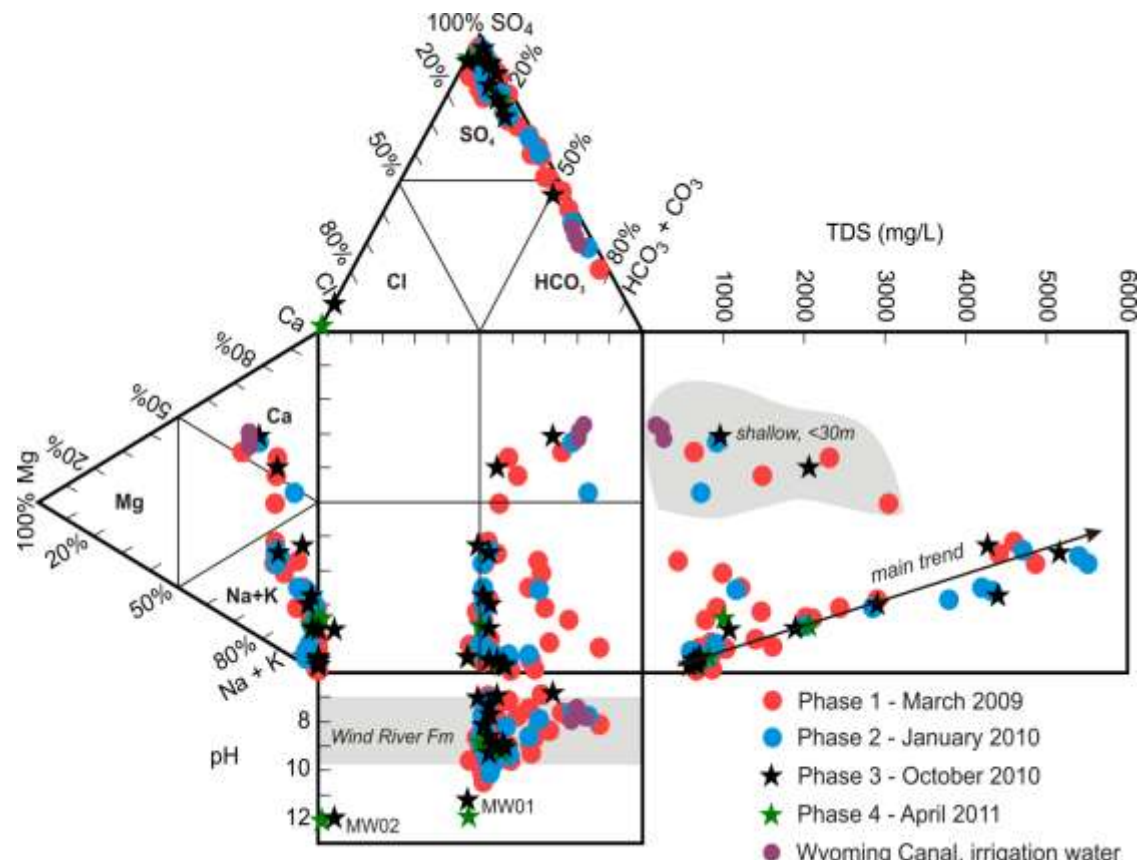 100% SO₄
20%
20%
SO₄
50%
50%
80%
80%
Cl
HCO₃ + CO₃
Cl
HCO₃
TDS (mg/L)
Ca
1000
2000
3000
4000
5000
6000
80%
50%
Ca
20%
shallow, <30m
100% Mg
Mg
20%
50%
Na+K
main trend
80%
Na + K
Phase 1 - March 2009
8
Phase 2 - January 2010
Wind River Fm
pH
10
Phase 3 - October 2010
MW01
12
MW02
Phase 4 - April 2011
Wyoming Canal, irrigation water